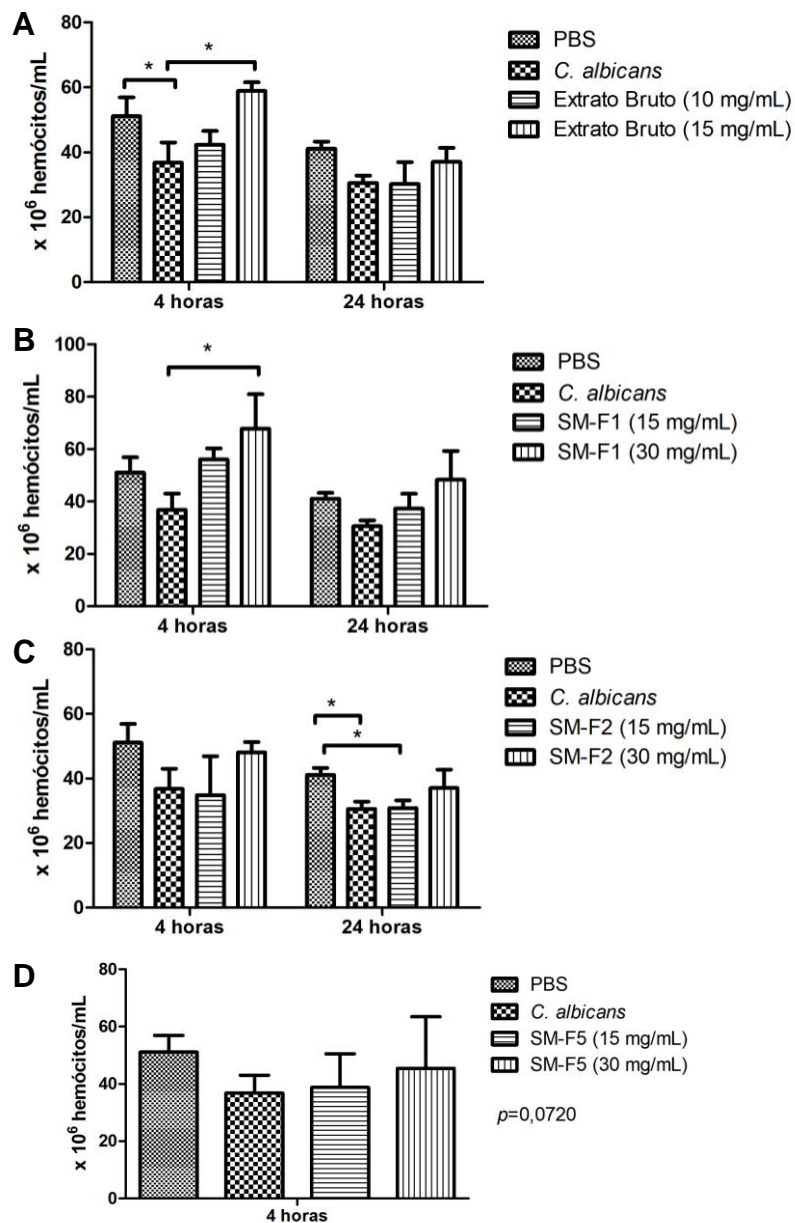 A
x 10⁶ hemócitos/mL
80
60
40
20
0
*
*
4 horas
24 horas
PBS
C. albicans
Extrato Bruto (10 mg/mL)
Extrato Bruto (15 mg/mL)
B
x 10⁶ hemócitos/mL
100
80
60
40
20
0
*
4 horas
24 horas
PBS
C. albicans
SM-F1 (15 mg/mL)
SM-F1 (30 mg/mL)
C
x 10⁶ hemócitos/mL
80
60
40
20
0
*
*
4 horas
24 horas
PBS
C. albicans
SM-F2 (15 mg/mL)
SM-F2 (30 mg/mL)
D
x 10⁶ hemócitos/mL
80
60
40
20
0
4 horas
PBS
C. albicans
SM-F5 (15 mg/mL)
SM-F5 (30 mg/mL)
p=0,0720